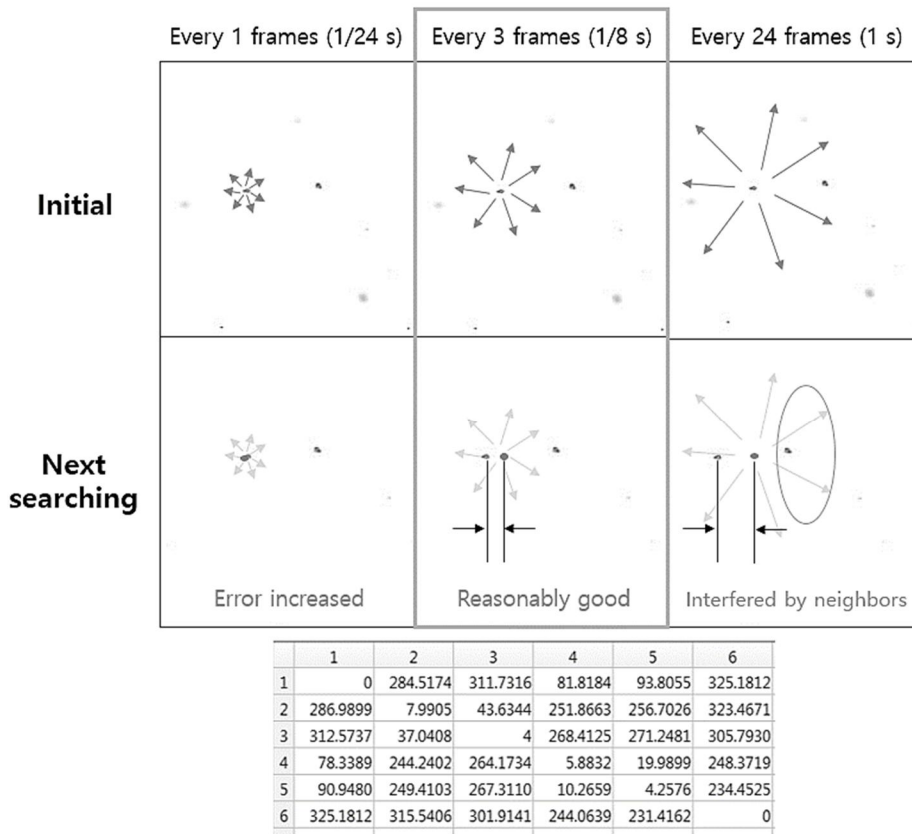 Every 1 frames (1/24 s) Every 3 frames (1/8 s) Every 24 frames (1 s)
Initial
Next
searching
Error increased Reasonably good Interfered by neighbors
1 2 3 4 5 6
1 0 284.5174 311.7316 81.8184 93.8055 325.1812
2 286.9899 7.9905 43.6344 251.8663 256.7026 323.4671
3 312.5737 37.0408 4 268.4125 271.2481 305.7930
4 78.3389 244.2402 264.1734 5.8832 19.9899 248.3719
5 90.9480 249.4103 267.3110 10.2659 4.2576 234.4525
6 325.1812 315.5406 301.9141 244.0639 231.4162 0